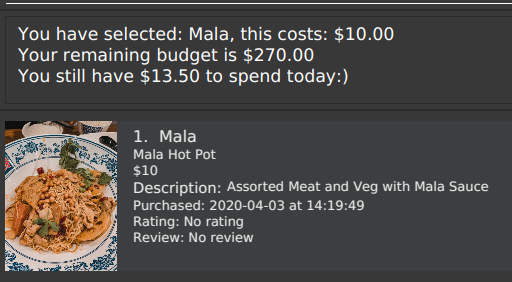 You have selected: Mala, this costs: $10.00
Your remaining budget is $270.00
You still have $13.50 to spend today:)
1. Mala
Mala Hot Pot
$10
Description: Assorted Meat and Veg with Mala Sauce
Purchased: 2020-04-03 at 14:19:49
Rating: No rating
Review: No review